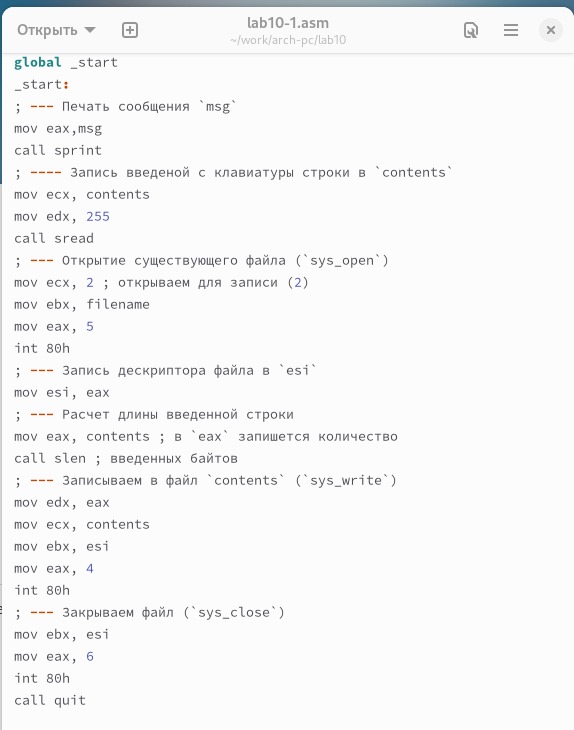 Открыть
lab10-1.asm
~/work/arch-pc/lab10
global _start
_start:
; --- Печать сообщения `msg`
mov eax,msg
call sprint
; ---- Запись введеной с клавиатуры строки в `contents`
mov ecx, contents
mov edx, 255
call sread
; --- Открытие существующего файла (`sys_open`)
mov ecx, 2 ; открываем для записи (2)
mov ebx, filename
mov eax, 5
int 80h
; --- Запись дескриптора файла в `esi`
mov esi, eax
; --- Расчет длины введенной строки
mov eax, contents ; в `eax` запишется количество
call slen ; введенных байтов
; --- Записываем в файл `contents` (`sys_write`)
mov edx, eax
mov ecx, contents
mov ebx, esi
mov eax, 4
int 80h
; --- Закрываем файл (`sys_close`)
mov ebx, esi
mov eax, 6
int 80h
call quit